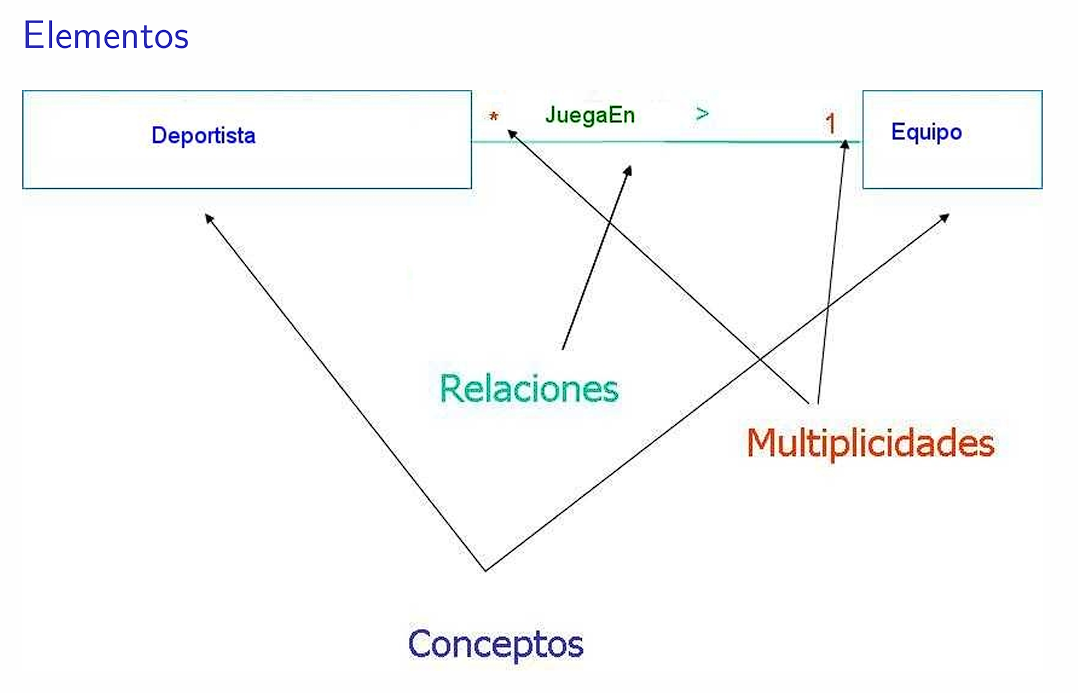 Elementos
* JuegaEn > 1
Deportista
Equipo
Relaciones
Multiplicidades
Conceptos